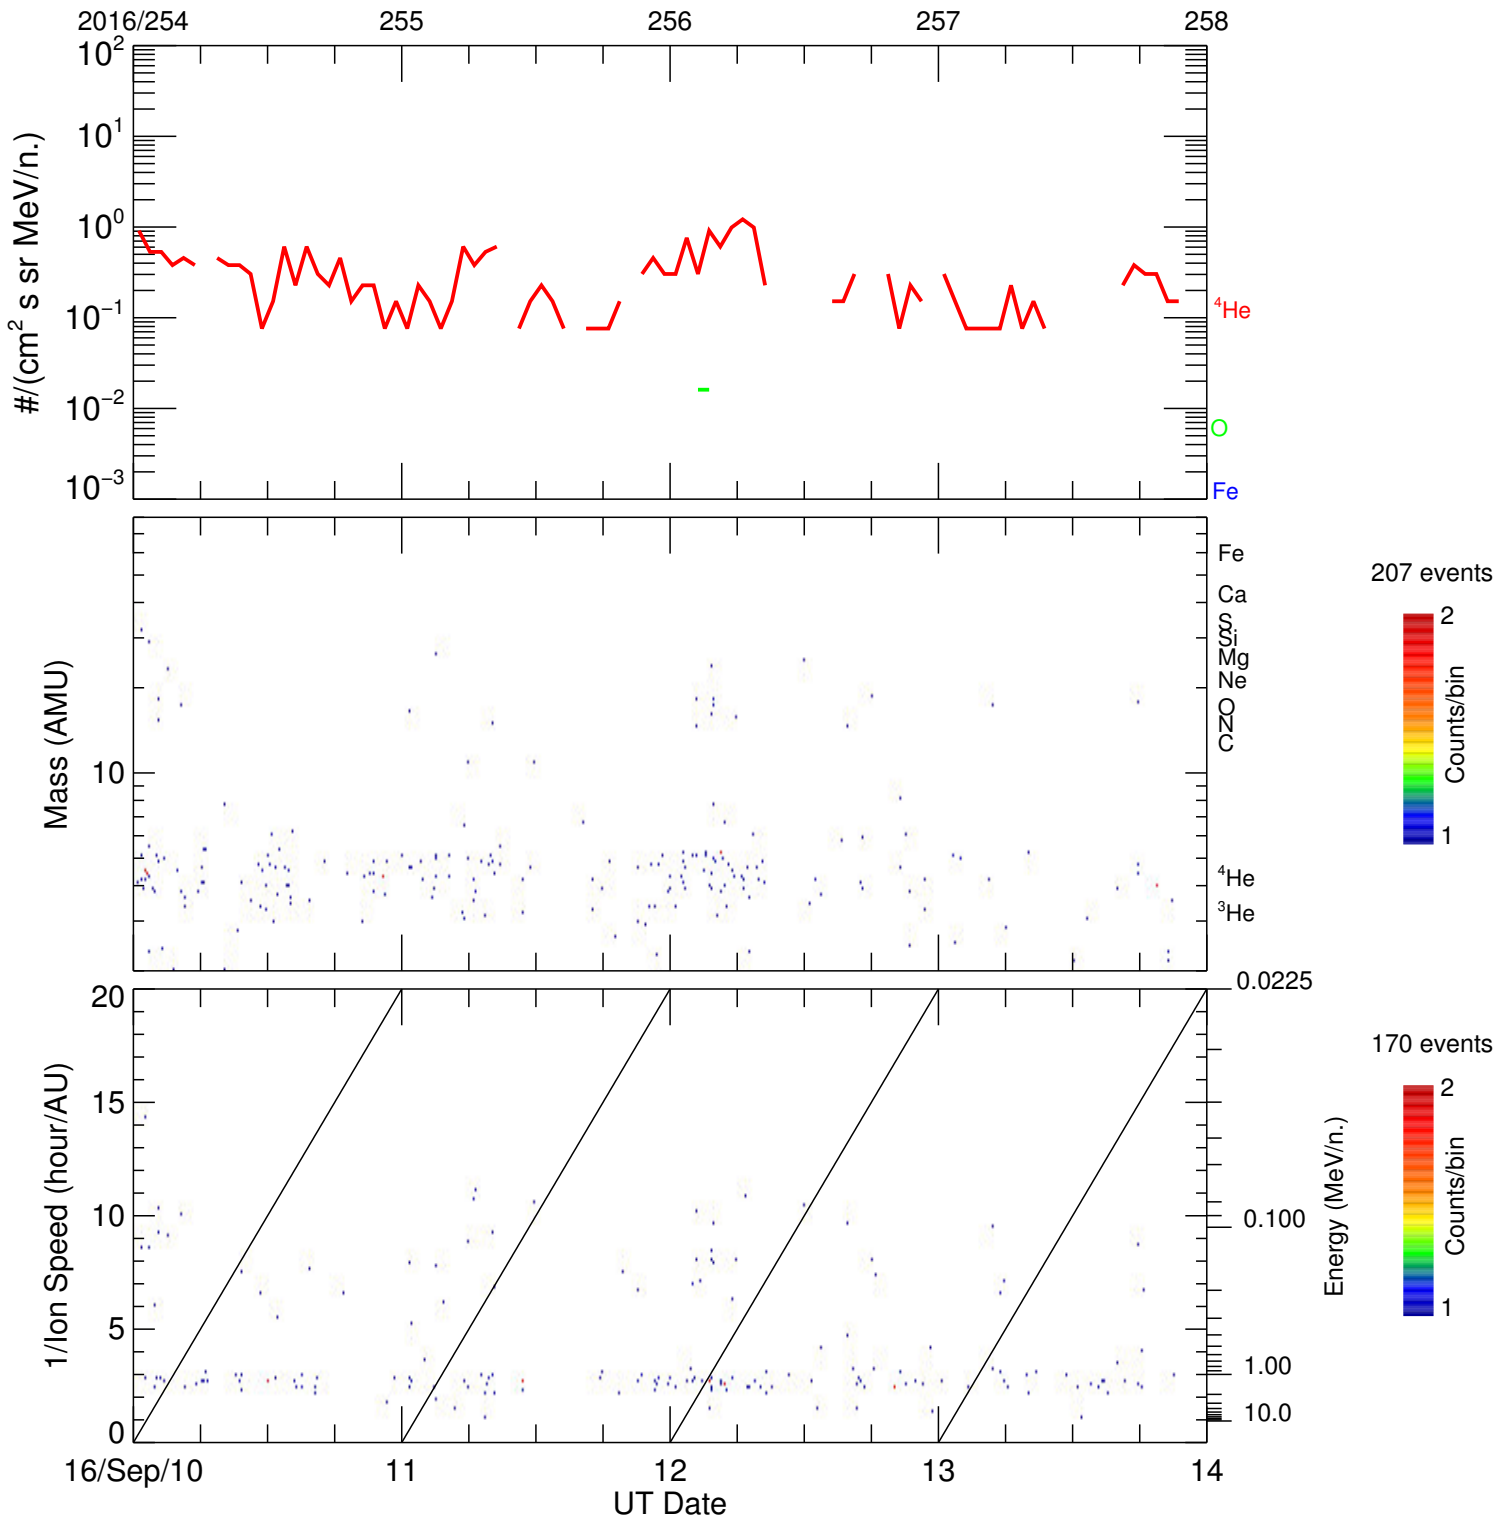 2016/254 255 256 257 258
10²
10¹
10⁰
10⁻¹
10⁻²
10⁻³
#/(cm² s sr MeV/n.)
⁴He
O
Fe
Mass (AMU)
10
Fe
Ca
S
Si
Mg
Ne
O
N
C
⁴He
³He
207 events
2
Counts/bin
1
1/Ion Speed (hour/AU)
20
15
10
5
0
0.0225
0.100
1.00
10.0
Energy (MeV/n.)
170 events
2
Counts/bin
1
16/Sep/10 11 12 13 14
UT Date